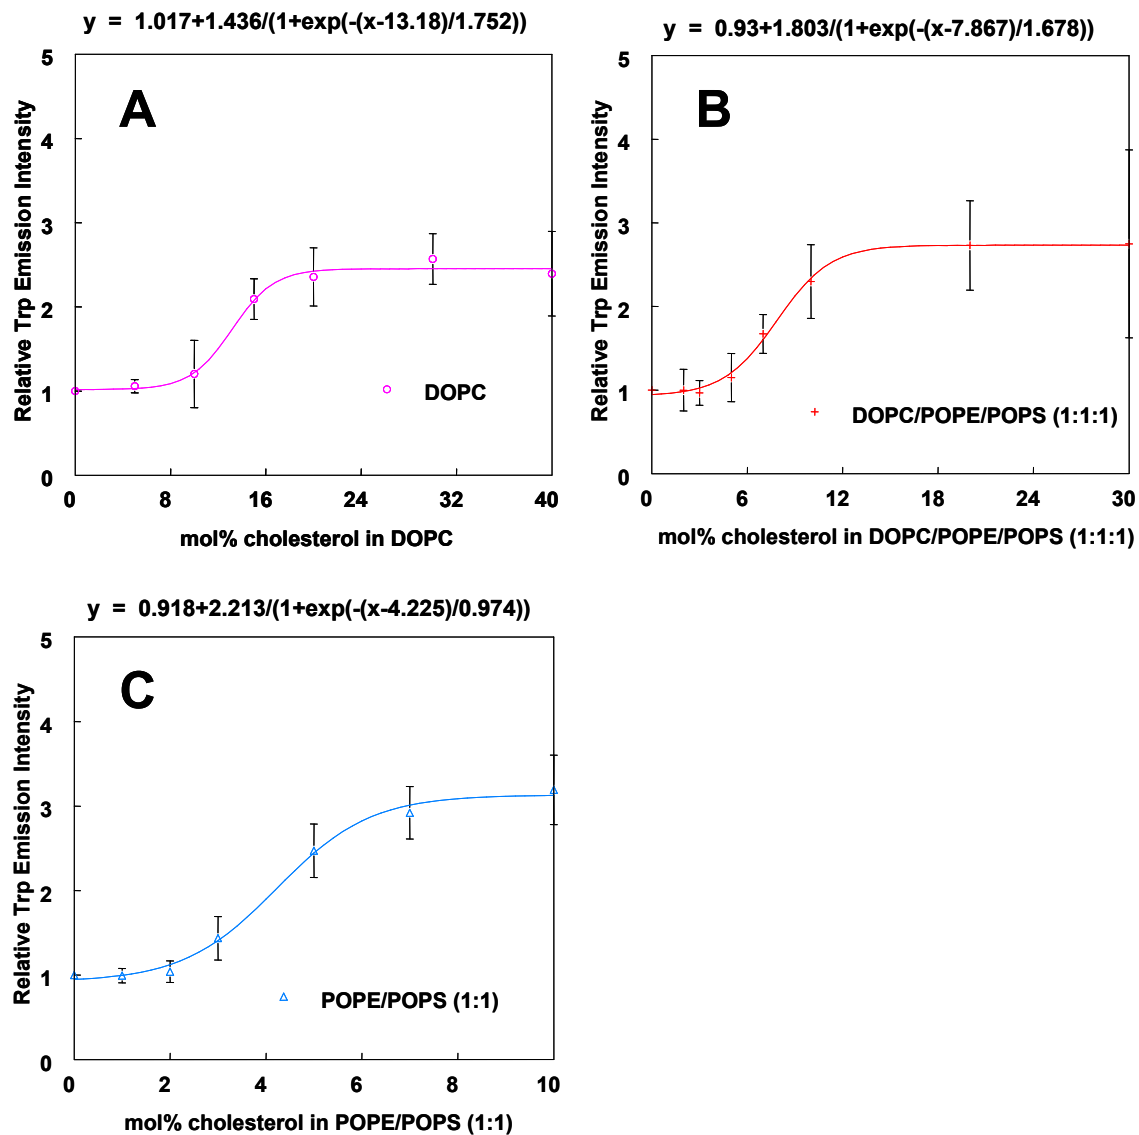 y = 1.017+1.436/(1+exp(-(x-13.18)/1.752))
A
Relative Trp Emission Intensity
5
4
3
2
1
0
DOPC
0 8 16 24 32 40
mol% cholesterol in DOPC
y = 0.93+1.803/(1+exp(-(x-7.867)/1.678))
B
Relative Trp Emission Intensity
5
4
3
2
1
0
DOPC/POPE/POPS (1:1:1)
0 6 12 18 24 30
mol% cholesterol in DOPC/POPE/POPS (1:1:1)
y = 0.918+2.213/(1+exp(-(x-4.225)/0.974))
C
Relative Trp Emission Intensity
5
4
3
2
1
0
POPE/POPS (1:1)
0 2 4 6 8 10
mol% cholesterol in POPE/POPS (1:1)